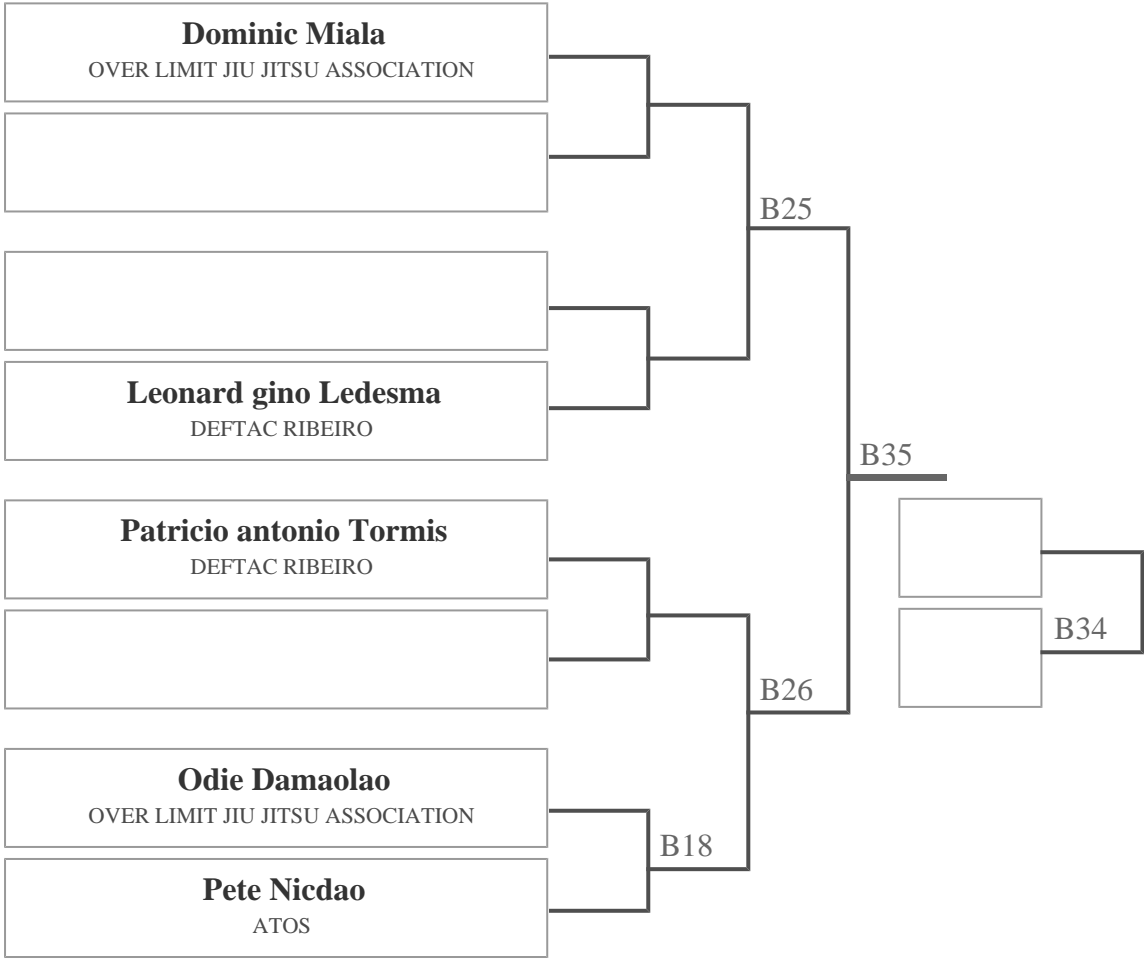 Dominic Miala
OVER LIMIT JIU JITSU ASSOCIATION
B25
Leonard gino Ledesma
DEFTAC RIBEIRO
B35
Patricio antonio Tormis
DEFTAC RIBEIRO
B34
B26
Odie Damaolao
OVER LIMIT JIU JITSU ASSOCIATION
B18
Pete Nicdao
ATOS